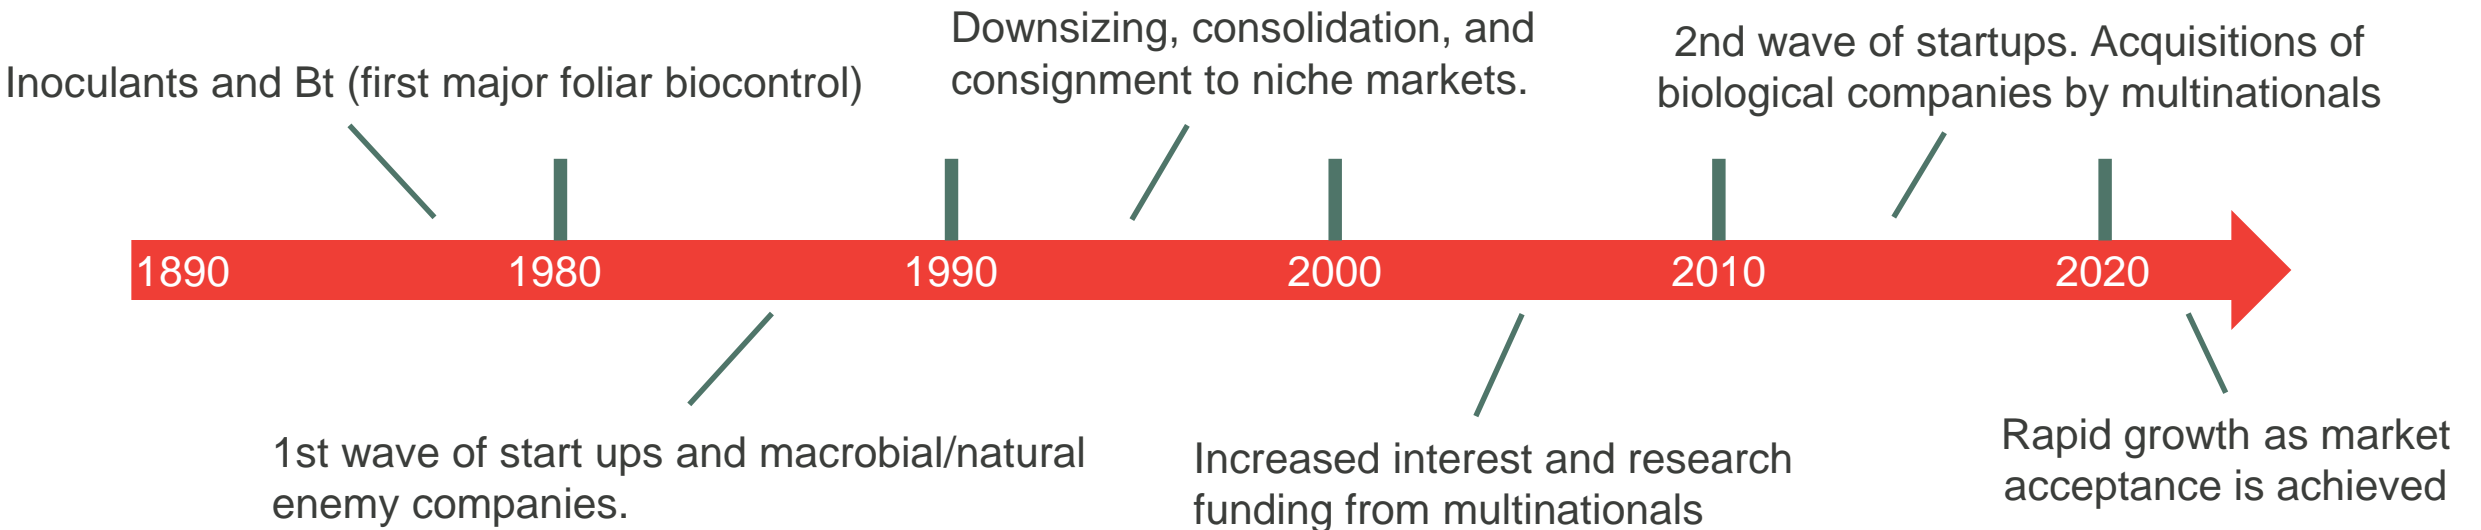 Inoculants and Bt (first major foliar biocontrol)
Downsizing, consolidation, and
consignment to niche markets.
2nd wave of startups. Acquisitions of
biological companies by multinationals
1890
1980
1990
2000
2010
2020
1st wave of start ups and macrobial/natural
enemy companies.
Increased interest and research
funding from multinationals
Rapid growth as market
acceptance is achieved